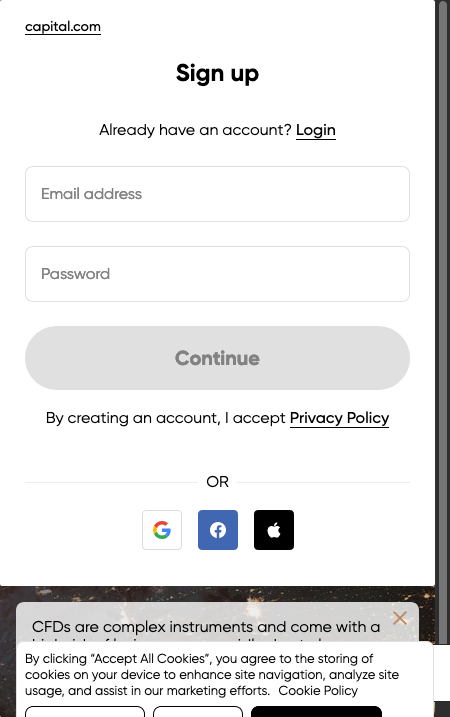 capital.com
Sign up
Already have an account? Login
Email address
Password
Continue
By creating an account, I accept Privacy Policy
OR
CFDs are complex instruments and come with a
By clicking “Accept All Cookies”, you agree to the storing of
cookies on your device to enhance site navigation, analyze site
usage, and assist in our marketing efforts. Cookie Policy